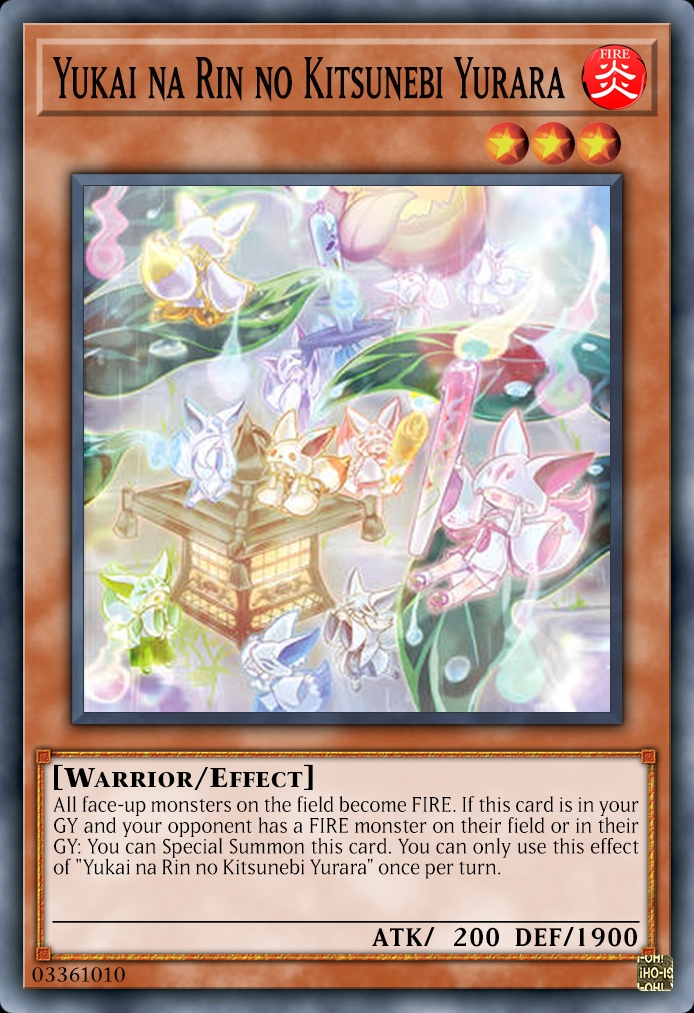 Yukai na Rin no Kitsunebi Yurara
FIRE
炎
[Warrior/Effect]
All face-up monsters on the field become FIRE. If this card is in your
GY and your opponent has a FIRE monster on their field or in their
GY: You can Special Summon this card. You can only use this effect
of "Yukai na Rin no Kitsunebi Yurara" once per turn.
ATK/ 200 DEF/1900
03361010